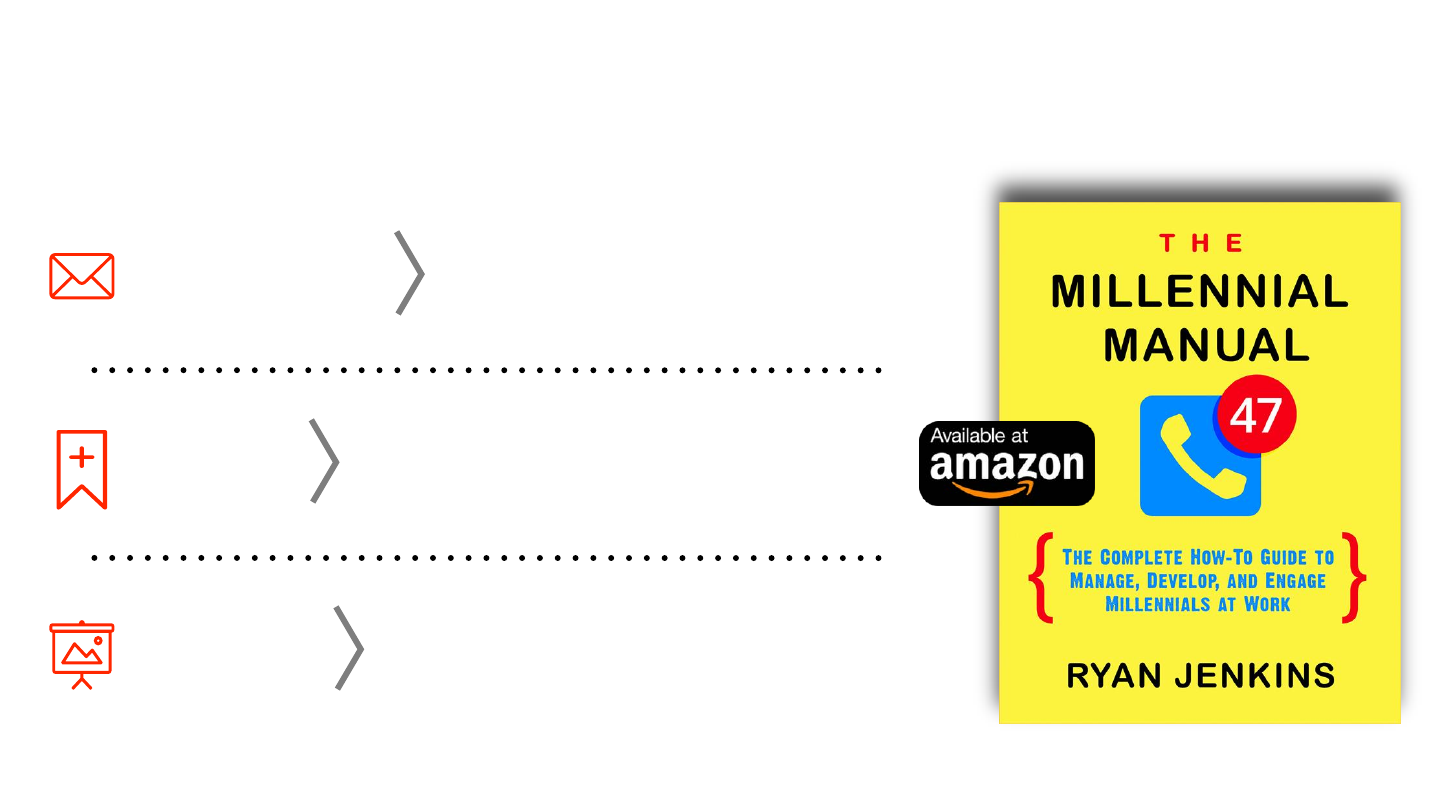 THE
MILLENNIAL
MANUAL
47
Available at
amazon
{ THE COMPLETE HOW-TO GUIDE TO
MANAGE, DEVELOP, AND ENGAGE
MILLENNIALS AT WORK }
RYAN JENKINS